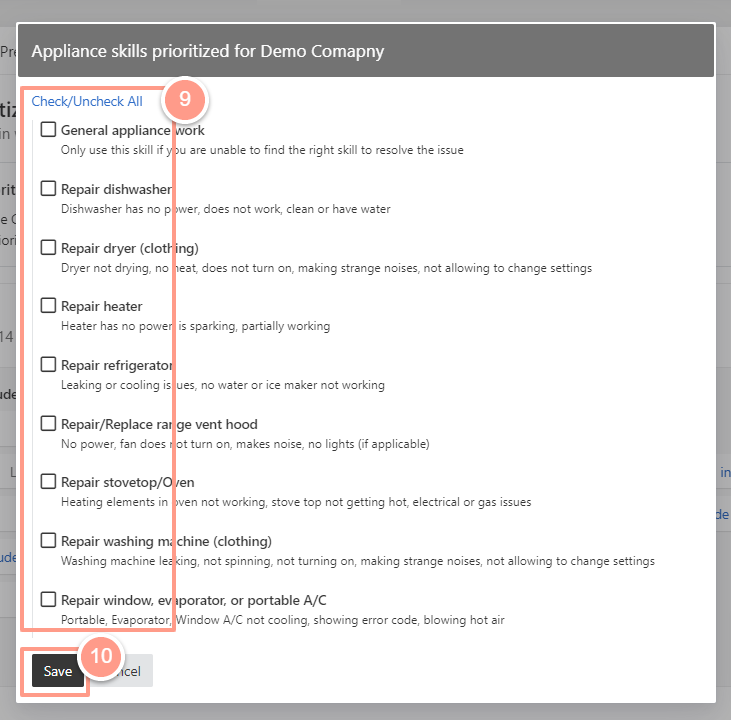 Pre
Appliance skills prioritized for Demo Comapny
Check/Uncheck All
9
General appliance work
Only use this skill if you are unable to find the right skill to resolve the issue
Repair dishwasher
Dishwasher has no power, does not work, clean or have water
Repair dryer (clothing)
Dryer not drying, no heat, does not turn on, making strange noises, not allowing to change settings
Repair heater
Heater has no power, is sparking, partially working
14
Repair refrigerator
Leaking or cooling issues, no water or ice maker not working
Repair/Replace range vent hood
No power, fan does not turn on, makes noise, no lights (if applicable)
Repair stovetop/Oven
Heating elements in oven not working, stove top not getting hot, electrical or gas issues
Repair washing machine (clothing)
Washing machine leaking, not spinning, not turning on, making strange noises, not allowing to change settings
Repair window, evaporator, or portable A/C
Portable, Evaporator, Window A/C not cooling, showing error code, blowing hot air
10
Save
ncel